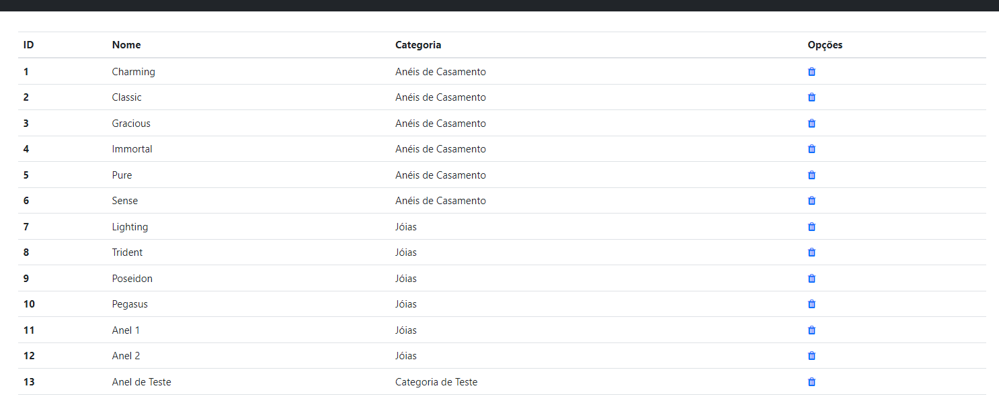 ID Nome Categoria Opções
1 Charming Anéis de Casamento
2 Classic Anéis de Casamento
3 Gracious Anéis de Casamento
4 Immortal Anéis de Casamento
5 Pure Anéis de Casamento
6 Sense Anéis de Casamento
7 Lighting Jóias
8 Trident Jóias
9 Poseidon Jóias
10 Pegasus Jóias
11 Anel 1 Jóias
12 Anel 2 Jóias
13 Anel de Teste Categoria de Teste